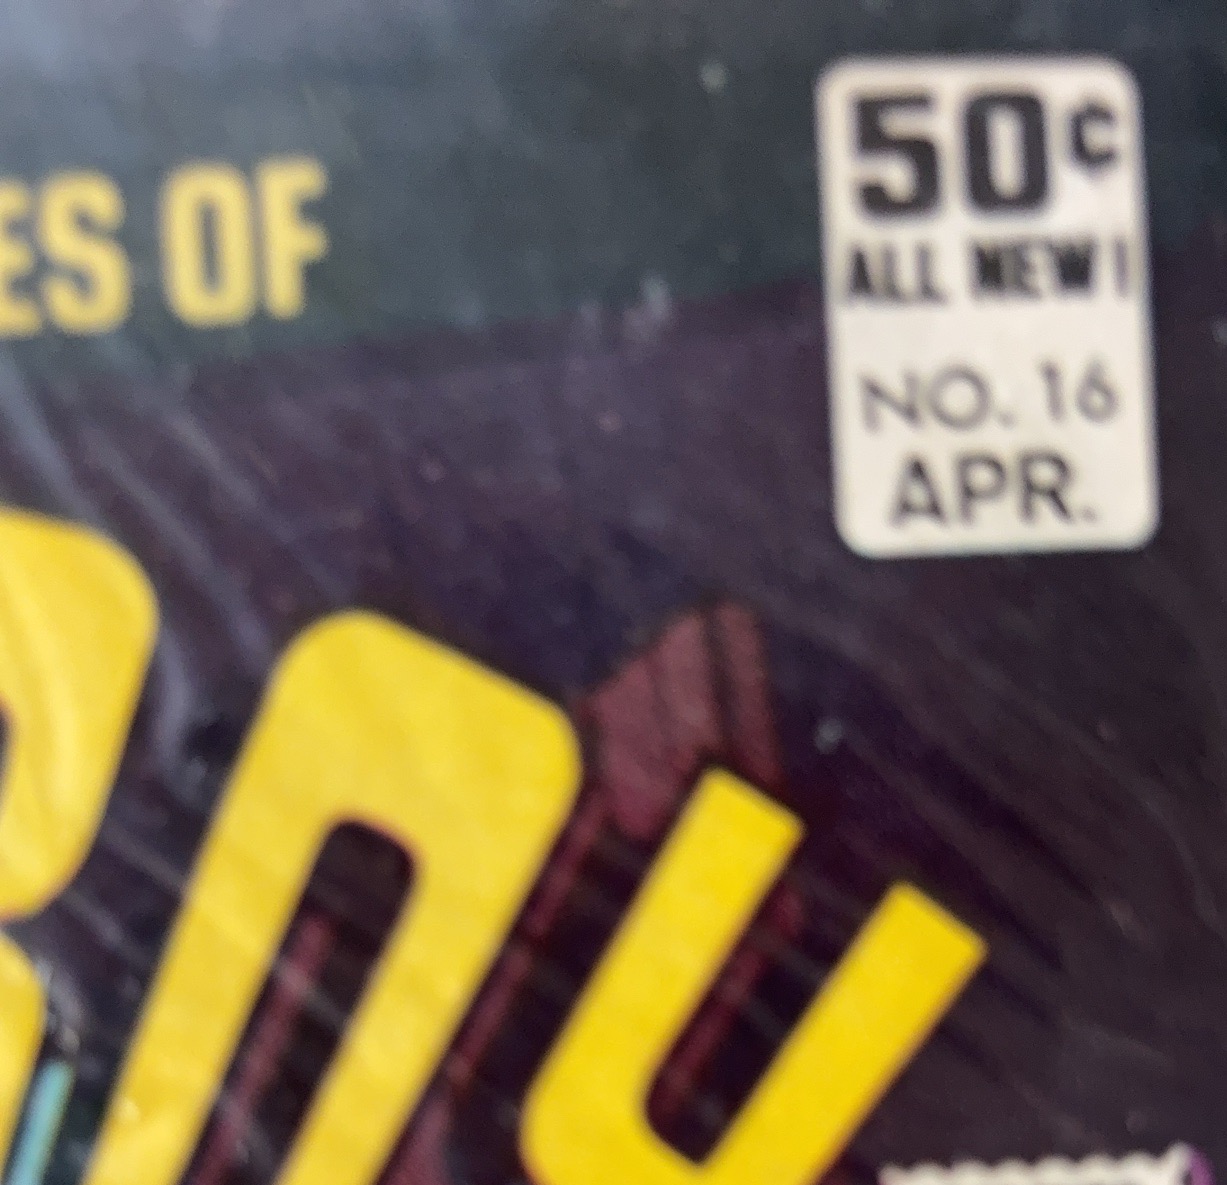 ES OF
50¢
ALL NEW!
NO. 16
APR.